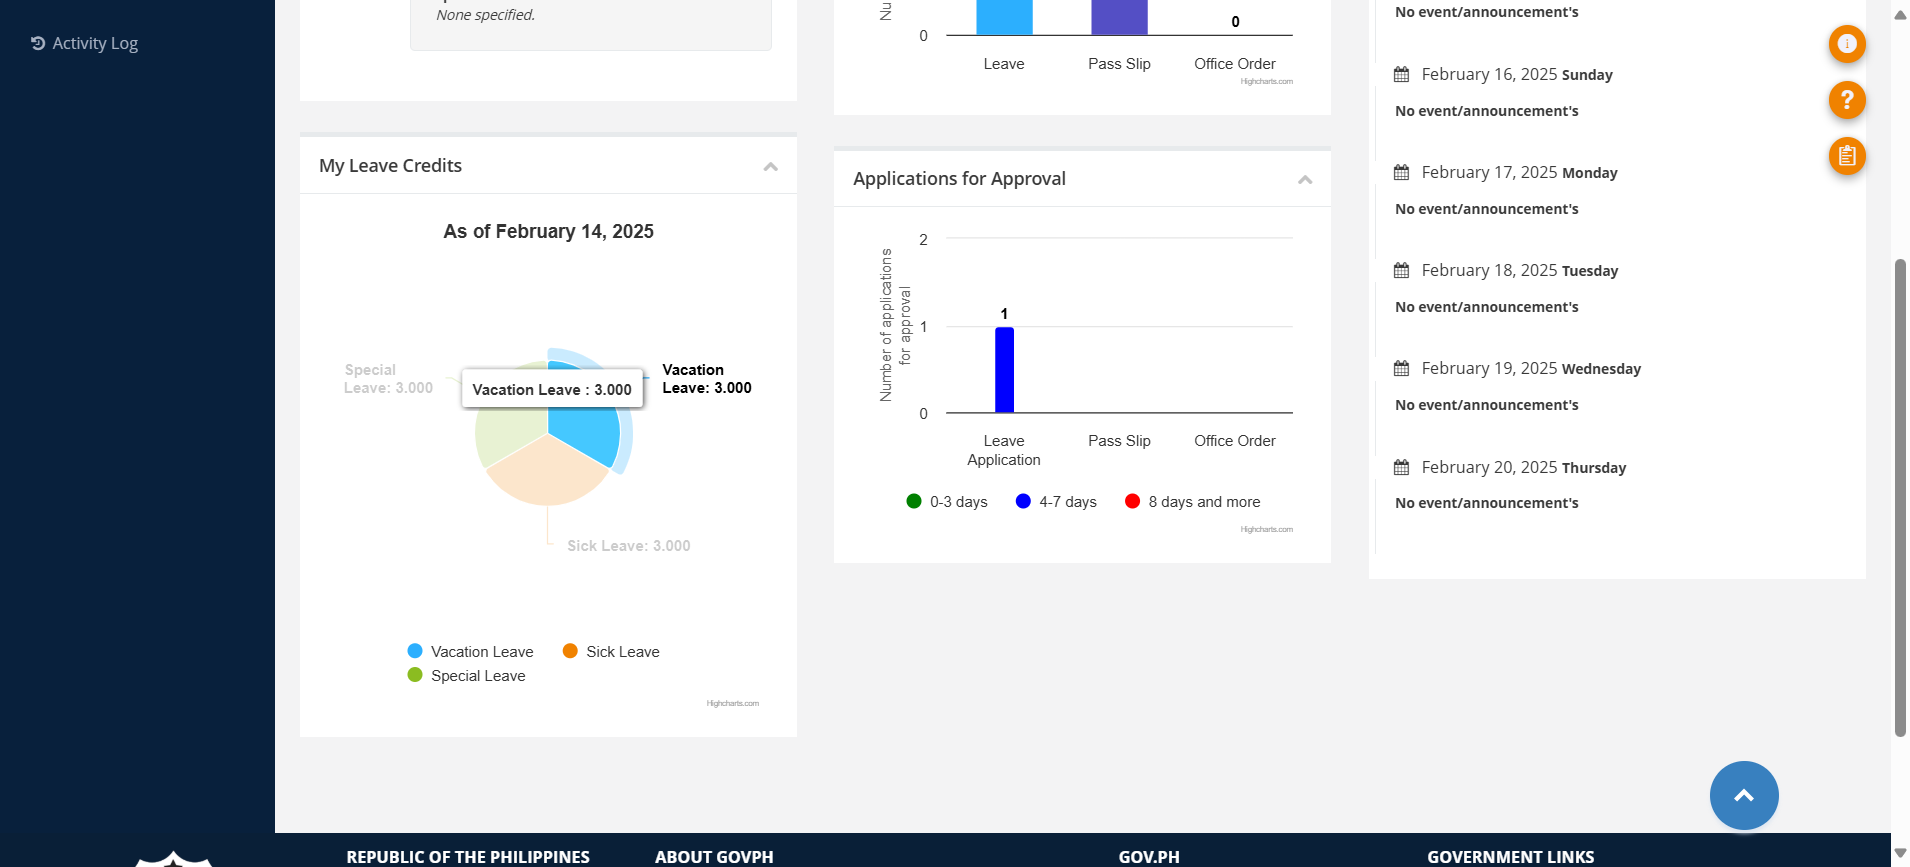 Activity Log
None specified.
My Leave Credits
As of February 14, 2025
Special
Leave: 3.000
Vacation Leave : 3.000
Vacation
Leave: 3.000
Sick Leave: 3.000
Vacation Leave
Sick Leave
Special Leave
Highcharts.com
0
0
Leave
Pass Slip
Office Order
Highcharts.com
Applications for Approval
Number of applications
for approval
2
1
0
1
Leave
Application
Pass Slip
Office Order
0-3 days
4-7 days
8 days and more
Highcharts.com
No event/announcement's
February 16, 2025 Sunday
No event/announcement's
February 17, 2025 Monday
No event/announcement's
February 18, 2025 Tuesday
No event/announcement's
February 19, 2025 Wednesday
No event/announcement's
February 20, 2025 Thursday
No event/announcement's
REPUBLIC OF THE PHILIPPINES
ABOUT GOVPH
GOV.PH
GOVERNMENT LINKS